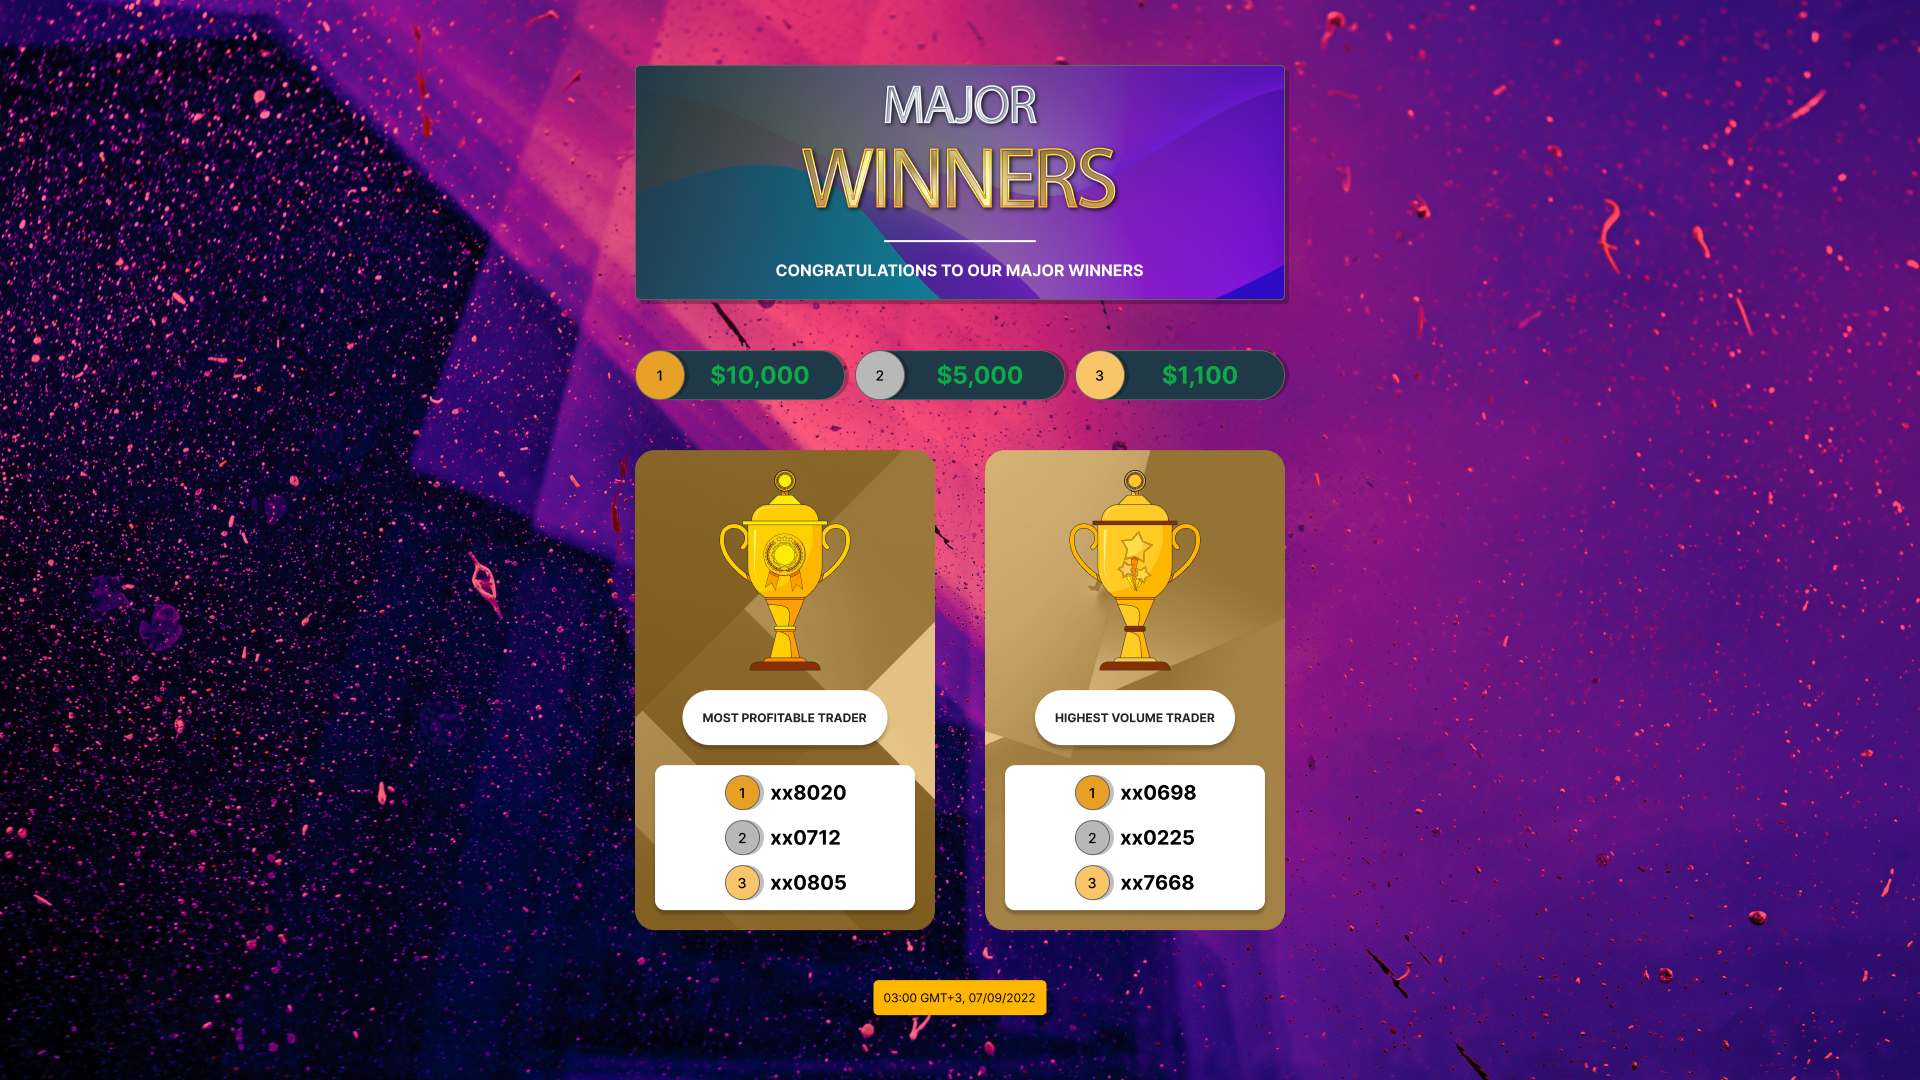 MAJOR
WINNERS
CONGRATULATIONS TO OUR MAJOR WINNERS
1 $10,000
2 $5,000
3 $1,100
MOST PROFITABLE TRADER
1 xx8020
2 xx0712
3 xx0805
HIGHEST VOLUME TRADER
1 xx0698
2 xx0225
3 xx7668
03:00 GMT+3, 07/09/2022